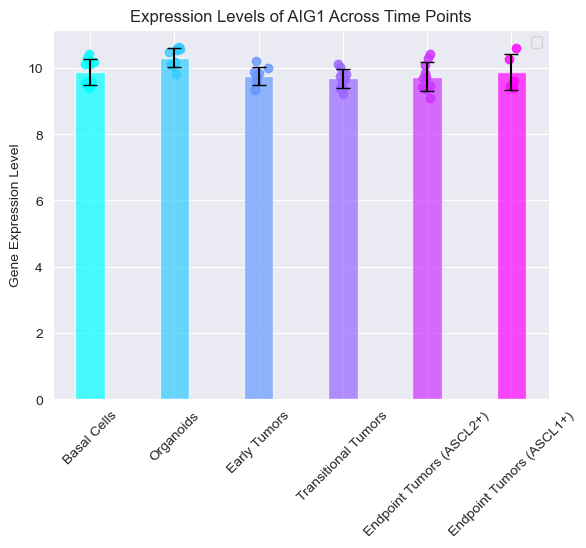 Expression Levels of AIG1 Across Time Points
Gene Expression Level
10
8
6
4
2
0
Basal Cells
Organoids
Early Tumors
Transitional Tumors
Endpoint Tumors (ASCL2+)
Endpoint Tumors (ASCL1+)